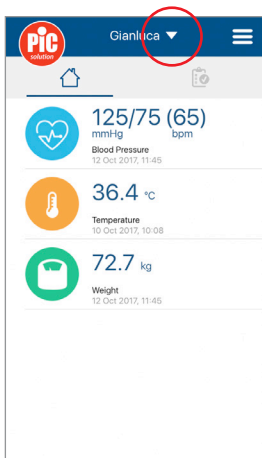 PiC
solution
Gianluca
125/75 (65)
mmHg bpm
Blood Pressure
12 Oct 2017, 11:45
36.4 °C
Temperature
10 Oct 2017, 10:08
72.7 kg
Weight
12 Oct 2017, 11:45